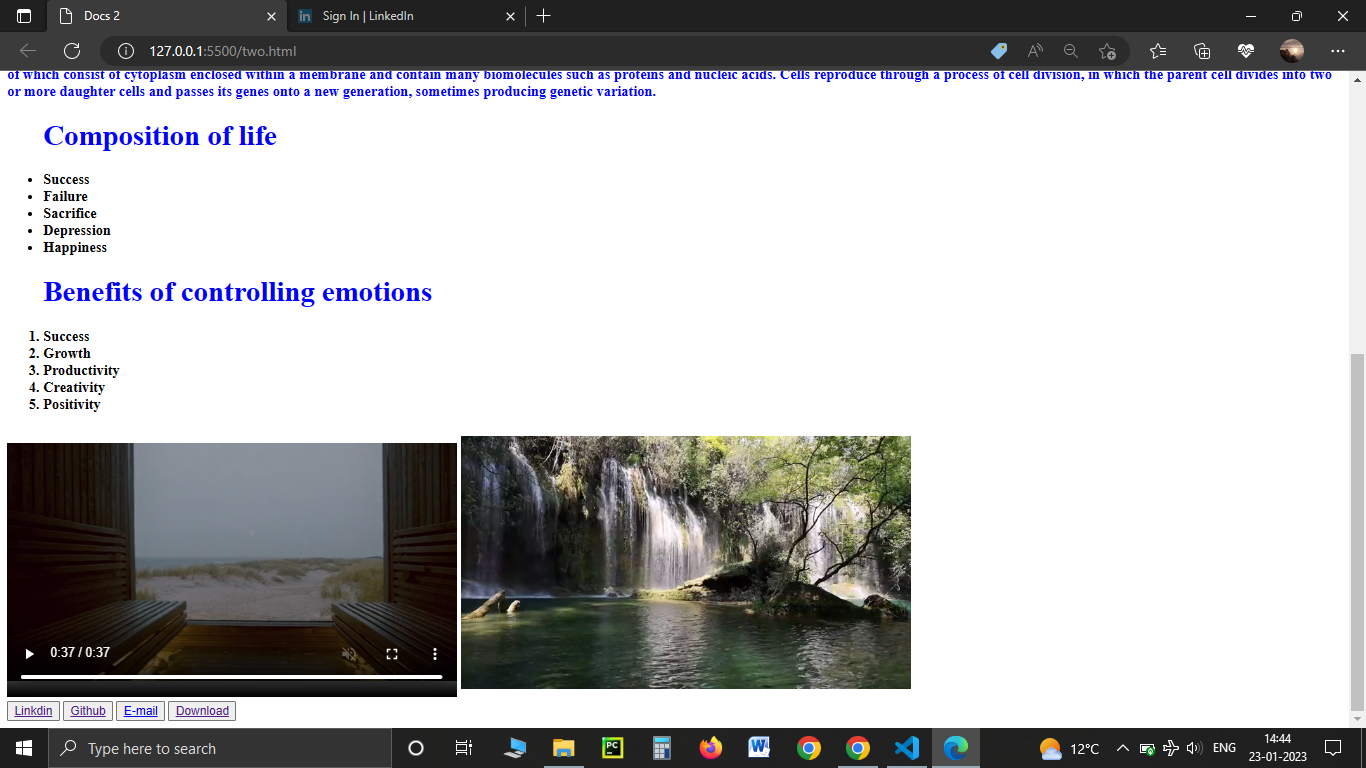 Docs 2
Sign In | LinkedIn
127.0.0.1:5500/two.html
of which consist of cytoplasm enclosed within a membrane and contain many biomolecules such as proteins and nucleic acids. Cells reproduce through a process of cell division, in which the parent cell divides into two
or more daughter cells and passes its genes onto a new generation, sometimes producing genetic variation.
Composition of life
• Success
• Failure
• Sacrifice
• Depression
• Happiness
Benefits of controlling emotions
1. Success
2. Growth
3. Productivity
4. Creativity
5. Positivity
0:37 / 0:37
Linkdin Github E-mail Download
Type here to search
12°C
ENG
14:44
23-01-2023